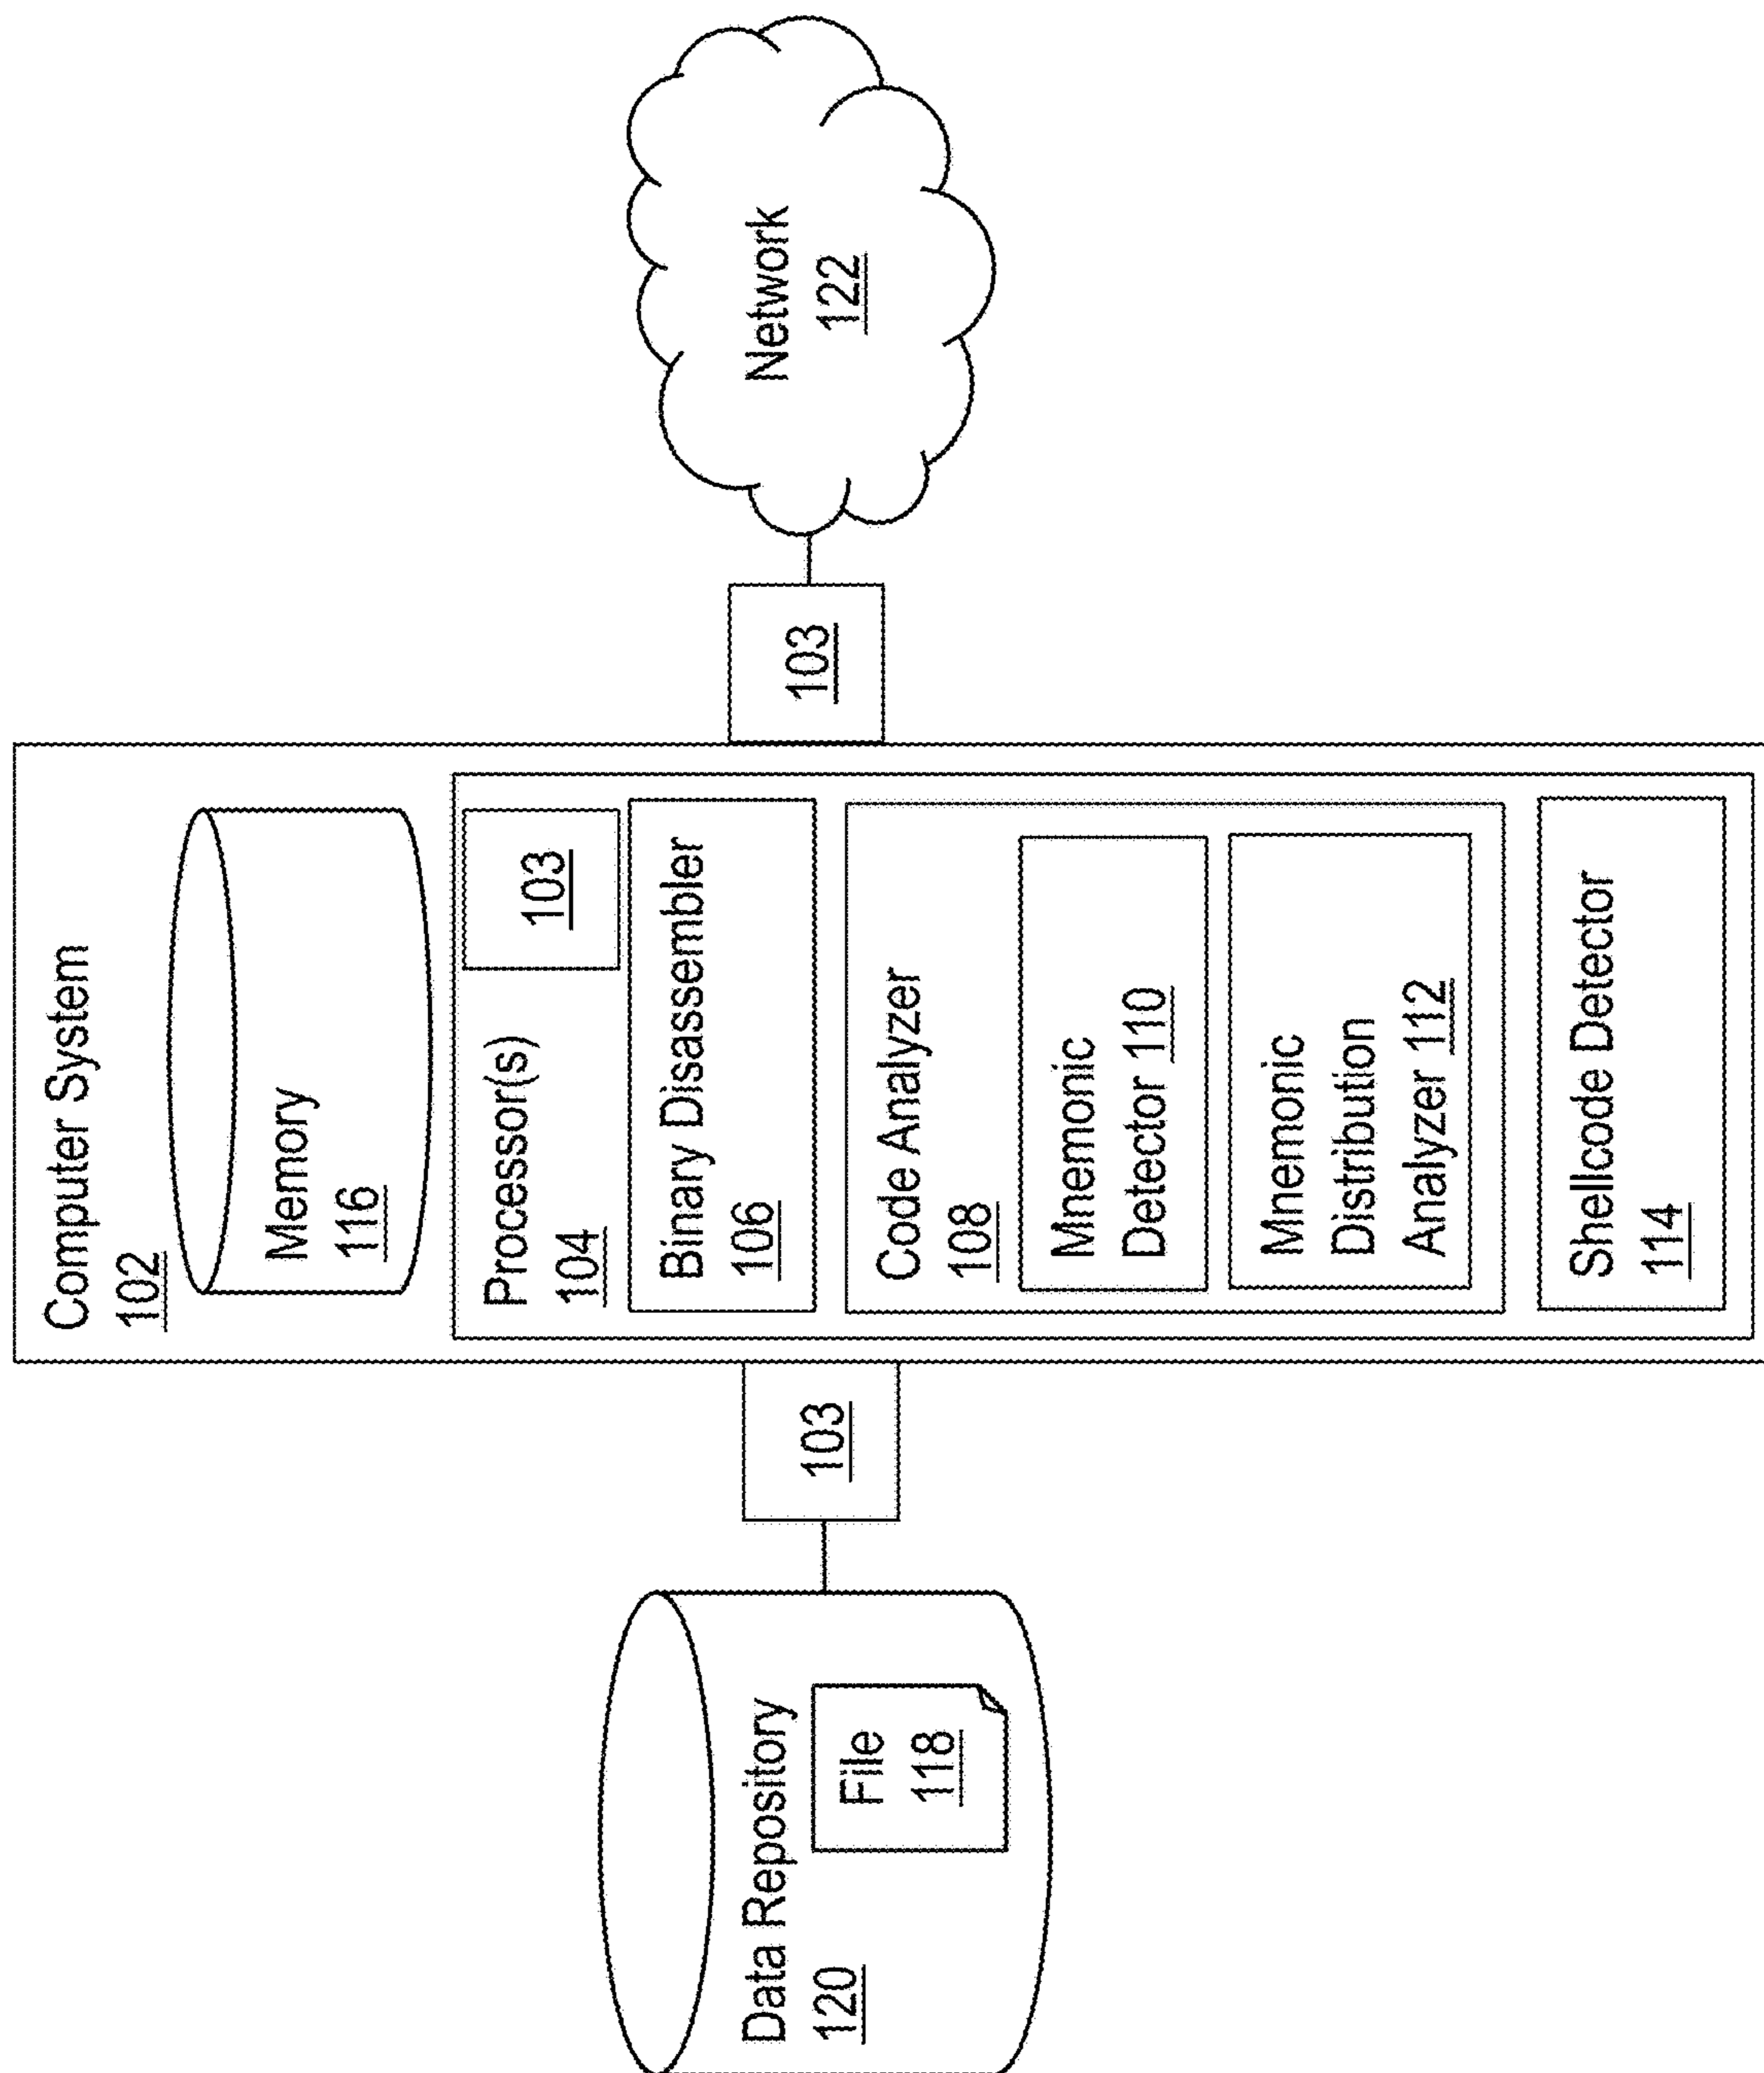 Data Repository
120
File
118
103
Computer System
102
Memory
116
Processor(s)
104
103
Binary Disassembler
106
Code Analyzer
108
Mnemonic
Detector 110
Mnemonic
Distribution
Analyzer 112
Shellcode Detector
114
103
Network
122